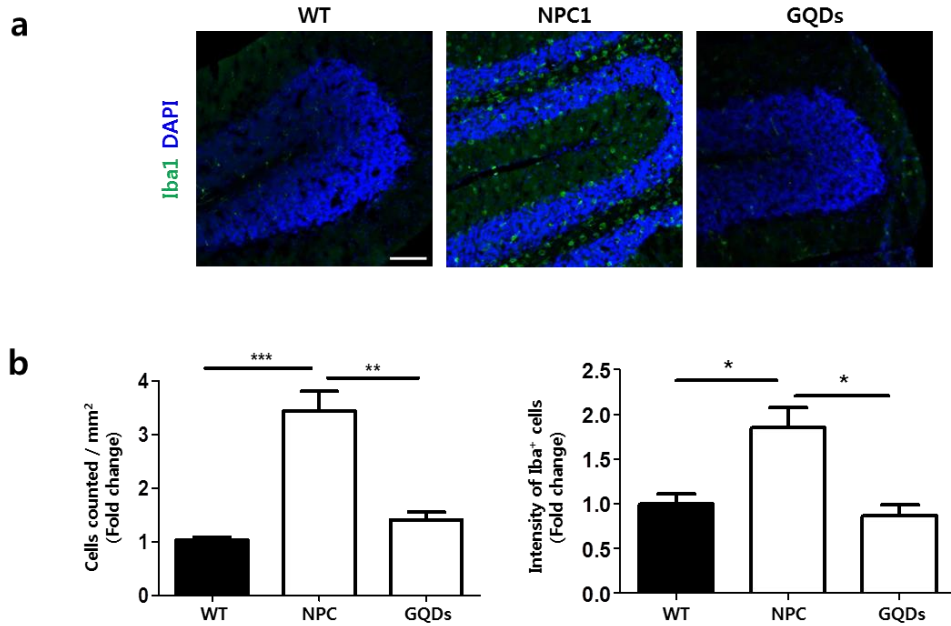 a
WT NPC1 GQDs
Iba1 DAPI
b
***
**
4
3
2
1
0
Cells counted / mm²
(Fold change)
WT NPC GQDs
*
*
2.5
2.0
1.5
1.0
0.5
0.0
Intensity of Iba⁺ cells
(Fold change)
WT NPC GQDs